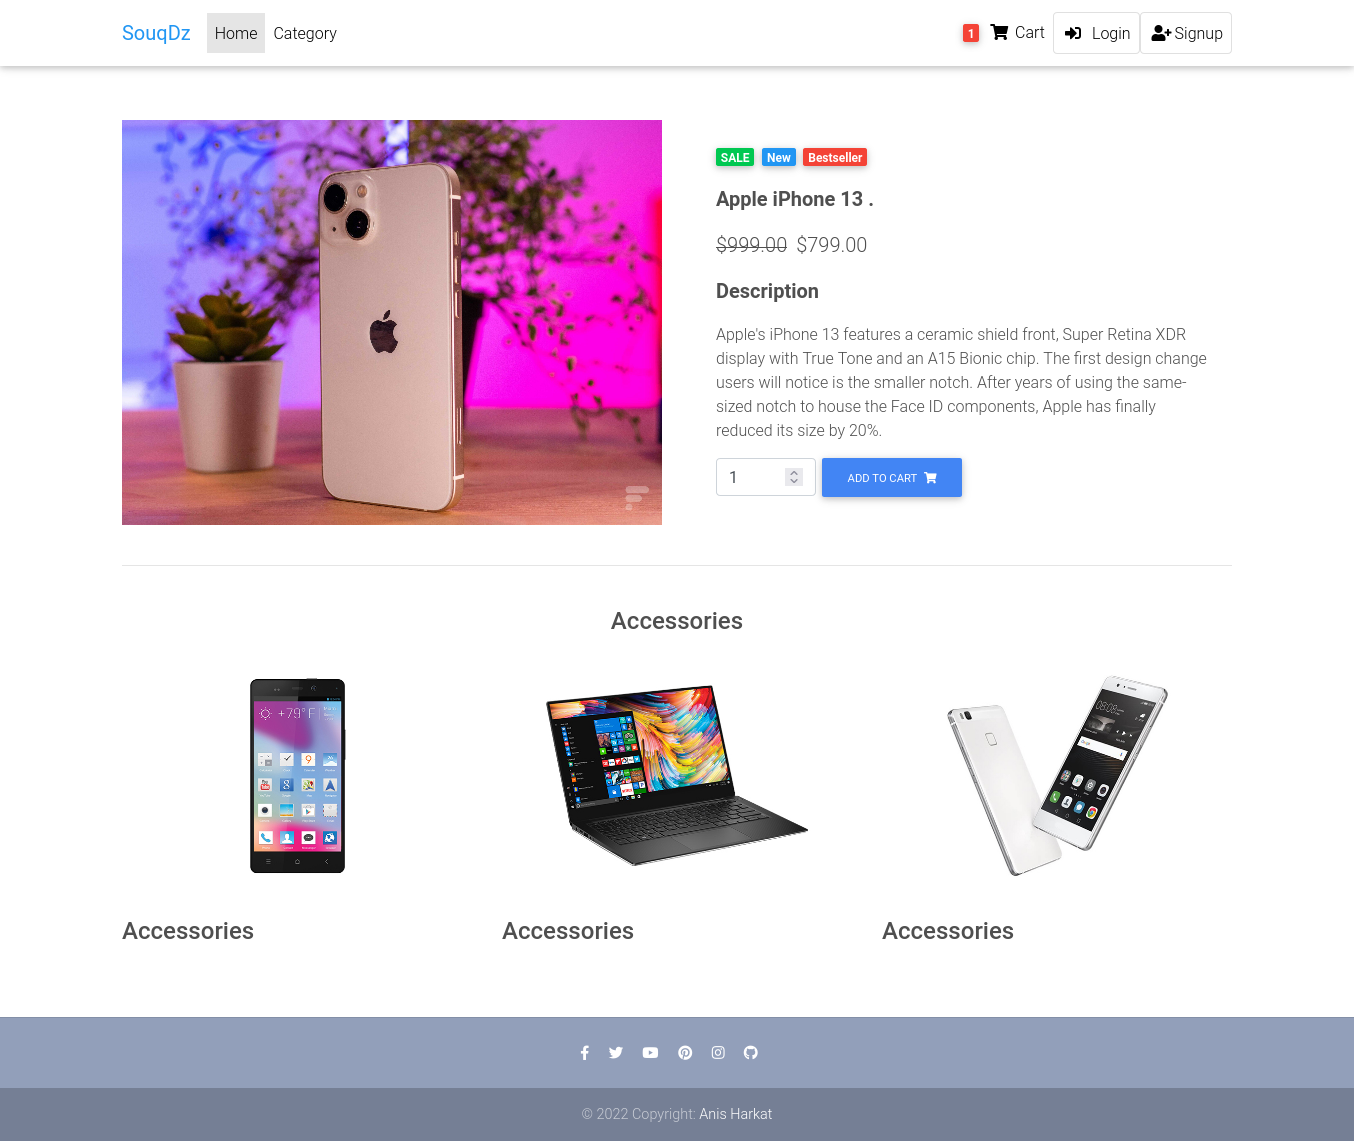 SouqDz
Home
Category
1
Cart
Login
Signup
SALE
New
Bestseller
Apple iPhone 13 .
$999.00 $799.00
Description
Apple's iPhone 13 features a ceramic shield front, Super Retina XDR
display with True Tone and an A15 Bionic chip. The first design change
users will notice is the smaller notch. After years of using the same-
sized notch to house the Face ID components, Apple has finally
reduced its size by 20%.
1
ADD TO CART
Accessories
+79°F
08:08
Accessories
Accessories
Accessories
© 2022 Copyright: Anis Harkat